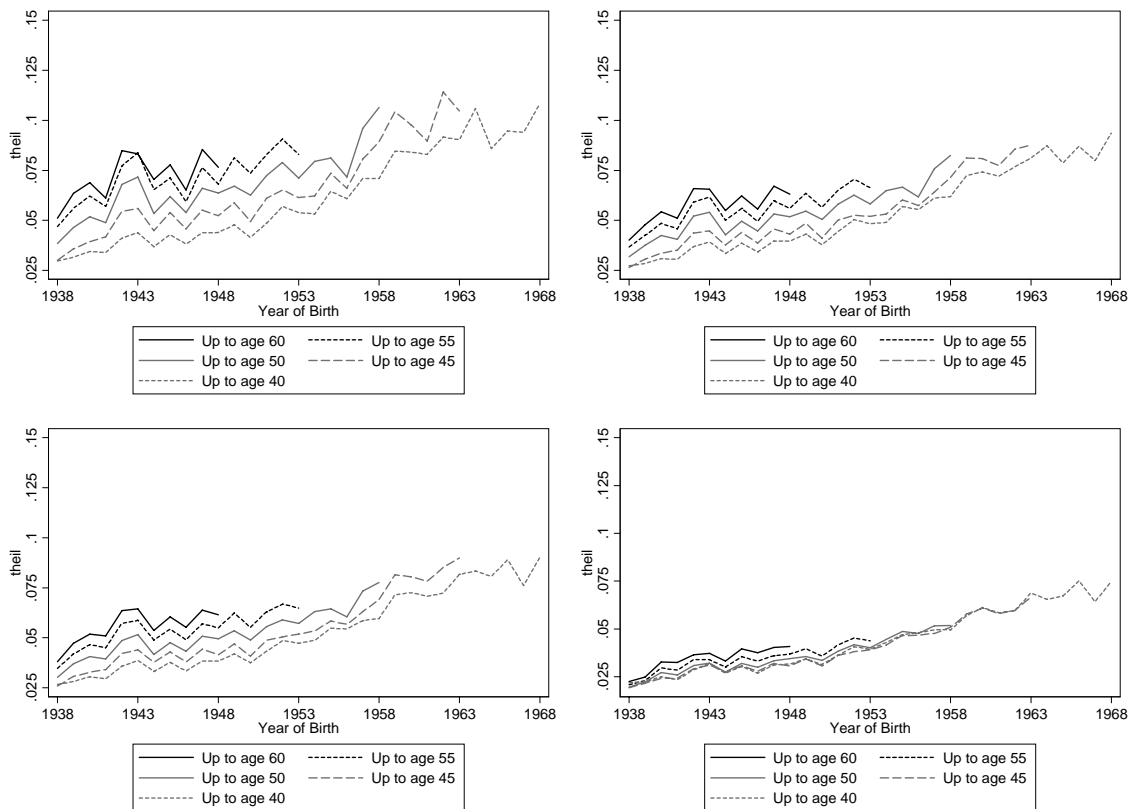 .15
.125
.1
.075
.05
.025
theil
1938 1943 1948 1953 1958 1963 1968
Year of Birth
Up to age 60 Up to age 55
Up to age 50 Up to age 45
Up to age 40
.15
.125
.1
.075
.05
.025
theil
1938 1943 1948 1953 1958 1963 1968
Year of Birth
Up to age 60 Up to age 55
Up to age 50 Up to age 45
Up to age 40
.15
.125
.1
.075
.05
.025
theil
1938 1943 1948 1953 1958 1963 1968
Year of Birth
Up to age 60 Up to age 55
Up to age 50 Up to age 45
Up to age 40
.15
.125
.1
.075
.05
.025
theil
1938 1943 1948 1953 1958 1963 1968
Year of Birth
Up to age 60 Up to age 55
Up to age 50 Up to age 45
Up to age 40